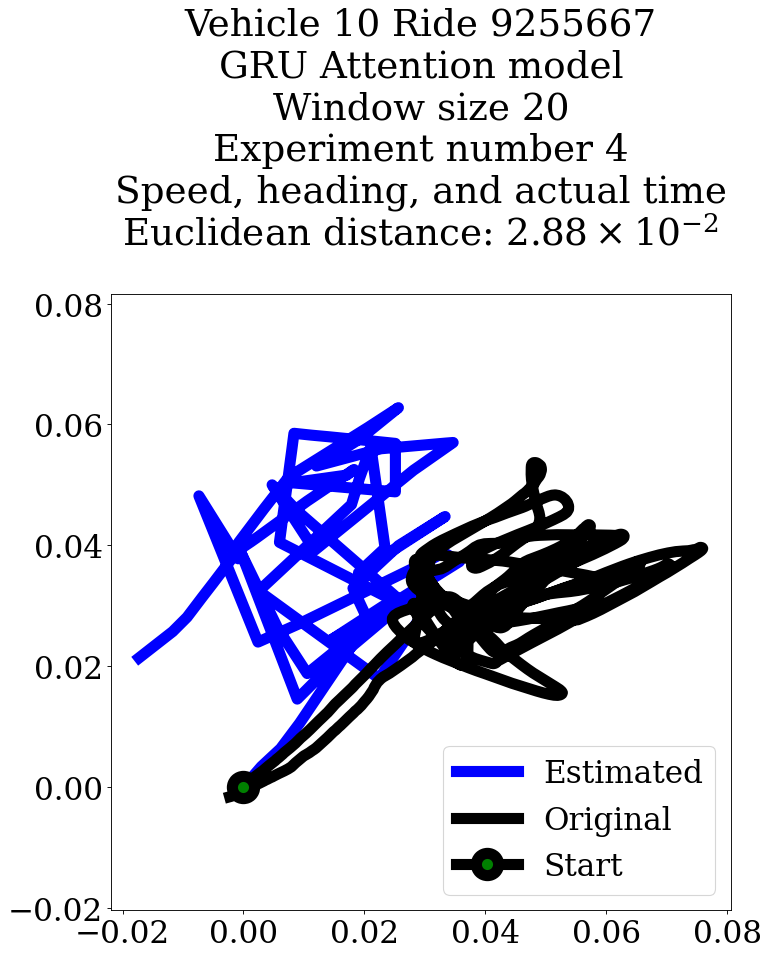 Vehicle 10 Ride 9255667
GRU Attention model
Window size 20
Experiment number 4
Speed, heading, and actual time
Euclidean distance: 2.88 × 10⁻²
0.08
0.06
0.04
0.02
0.00
−0.02
Estimated
Original
Start
−0.02 0.00 0.02 0.04 0.06 0.08